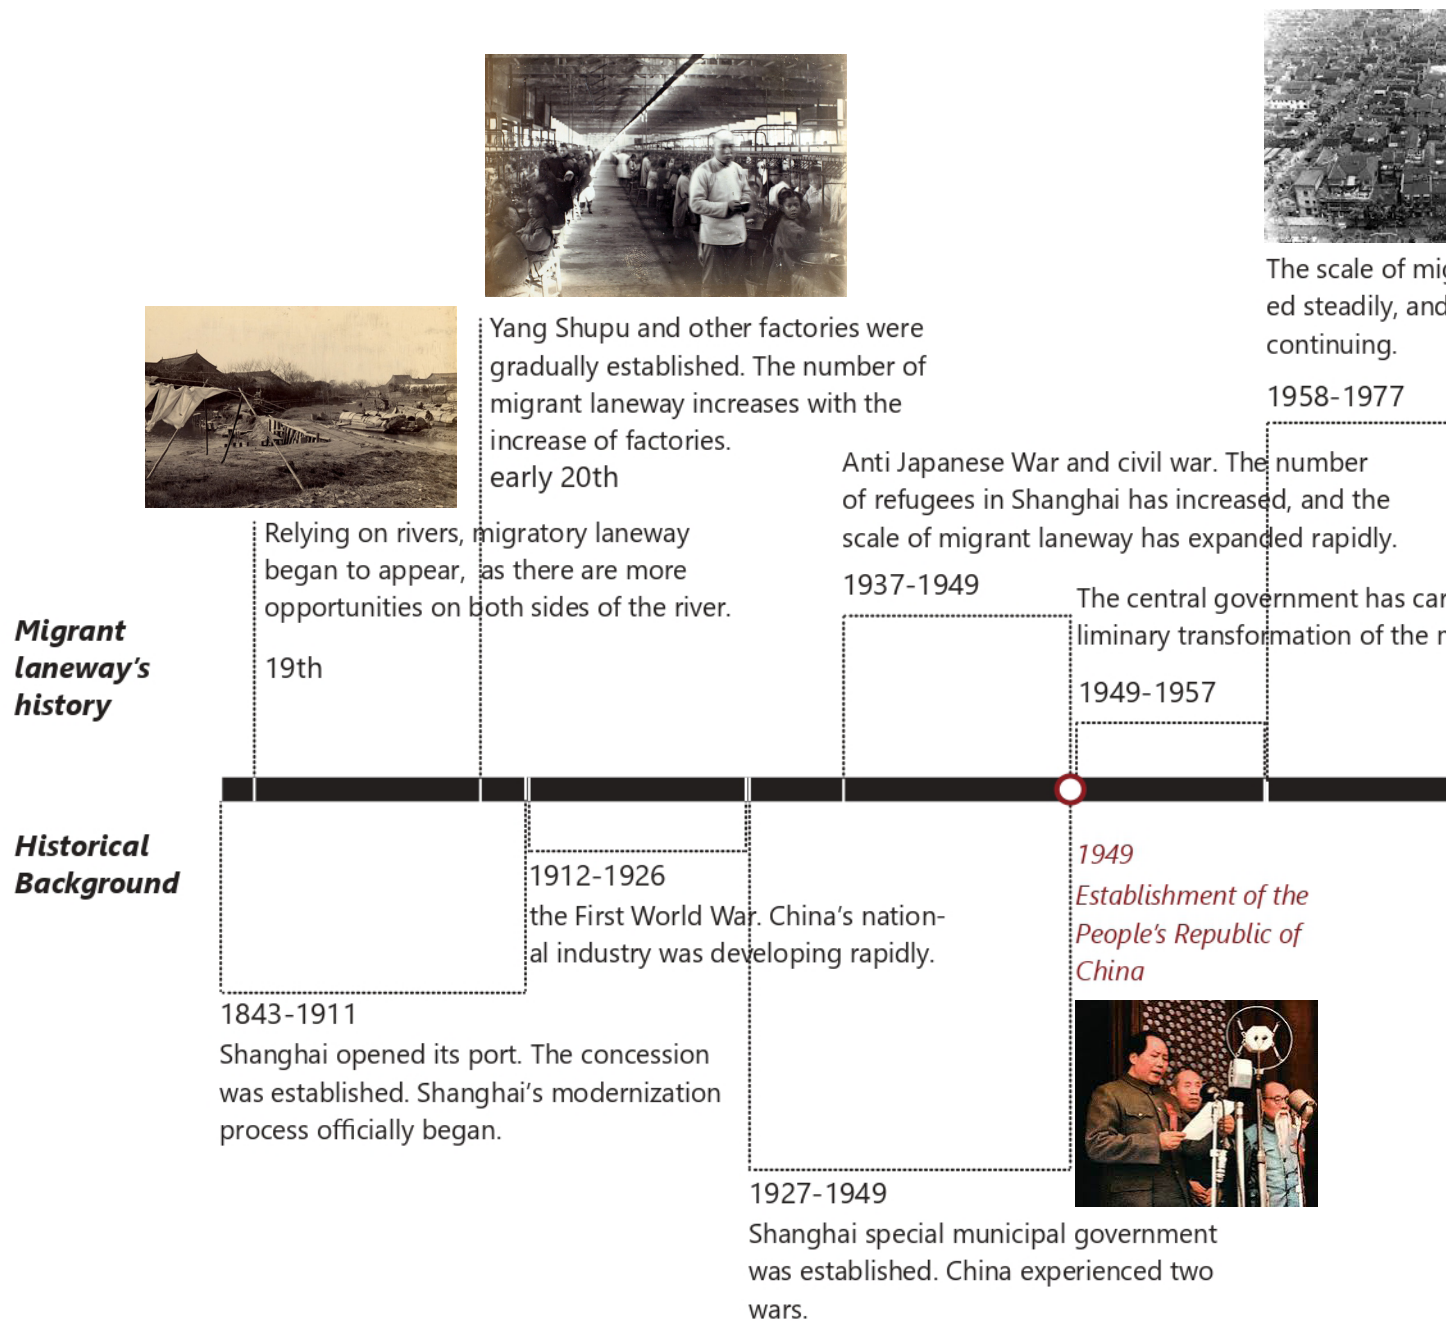 The scale of
ed steadily, and
continuing.
1958-1977
Yang Shupu and other factories were
gradually established. The number of
migrant laneway increases with the
increase of factories.
early 20th
Anti Japanese War and civil war. The number
of refugees in Shanghai has increased, and the
scale of migrant laneway has expanded rapidly.
1937-1949
Relying on rivers, migratory laneway
began to appear, as there are more
opportunities on both sides of the river.
19th
The central government has
liminary transformation of the
1949-1957
Migrant
laneway's
history
Historical
Background
1912-1926
the First World War. China's nation-
al industry was developing rapidly.
1949
Establishment of the
People's Republic of
China
1843-1911
Shanghai opened its port. The concession
was established. Shanghai's modernization
process officially began.
1927-1949
Shanghai special municipal government
was established. China experienced two
wars.